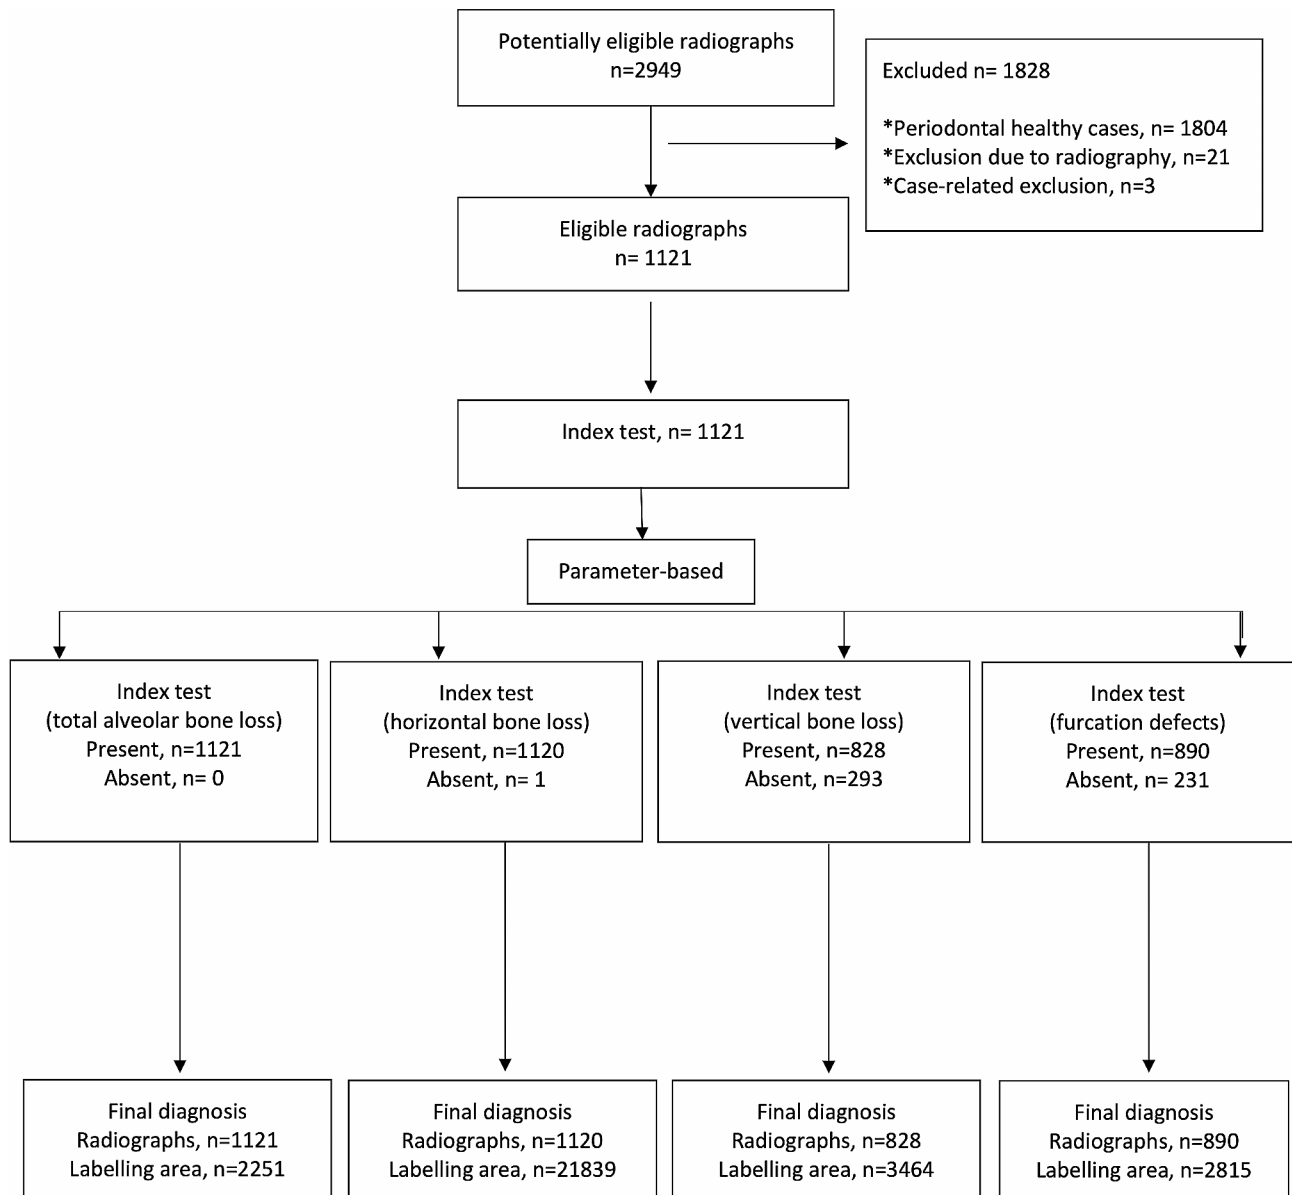 Potentially eligible radiographs
n=2949
Excluded n= 1828
*Periodontal healthy cases, n= 1804
*Exclusion due to radiography, n=21
*Case-related exclusion, n=3
Eligible radiographs
n= 1121
Index test, n= 1121
Parameter-based
Index test
(total alveolar bone loss)
Present, n=1121
Absent, n= 0
Index test
(horizontal bone loss)
Present, n=1120
Absent, n= 1
Index test
(vertical bone loss)
Present, n=828
Absent, n=293
Index test
(furcation defects)
Present, n=890
Absent, n= 231
Final diagnosis
Radiographs, n=1121
Labelling area, n=2251
Final diagnosis
Radiographs, n=1120
Labelling area, n=21839
Final diagnosis
Radiographs, n=828
Labelling area, n=3464
Final diagnosis
Radiographs, n=890
Labelling area, n=2815